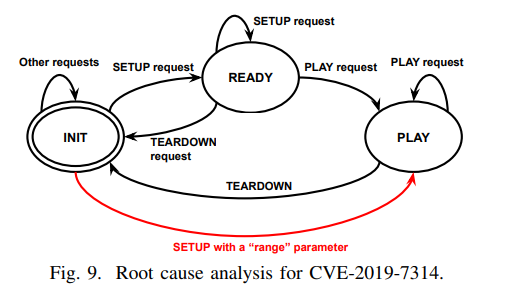 SETUP request
Other requests
SETUP request
READY
PLAY request
PLAY request
INIT
TEARDOWN
request
PLAY
TEARDOWN
SETUP with a “range” parameter
Fig. 9. Root cause analysis for CVE-2019-7314.